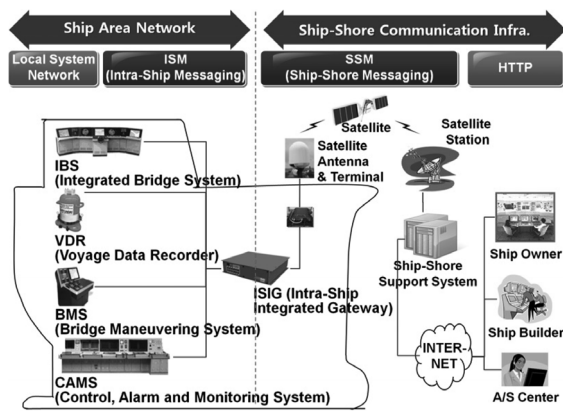 Ship Area Network
Ship-Shore Communication Infra.
Local System
Network
ISM
(Intra-Ship Messaging)
SSM
(Ship-Shore Messaging)
HTTP
IBS
(Integrated Bridge System)
VDR
(Voyage Data Recorder)
BMS
(Bridge Maneuvering System)
CAMS
(Control, Alarm and Monitoring System)
ISIG (Intra-Ship
Integrated Gateway)
Satellite
Satellite
Antenna
& Terminal
Satellite
Station
Ship-Shore
Support System
INTER-
NET
Ship Owner
Ship Builder
A/S Center